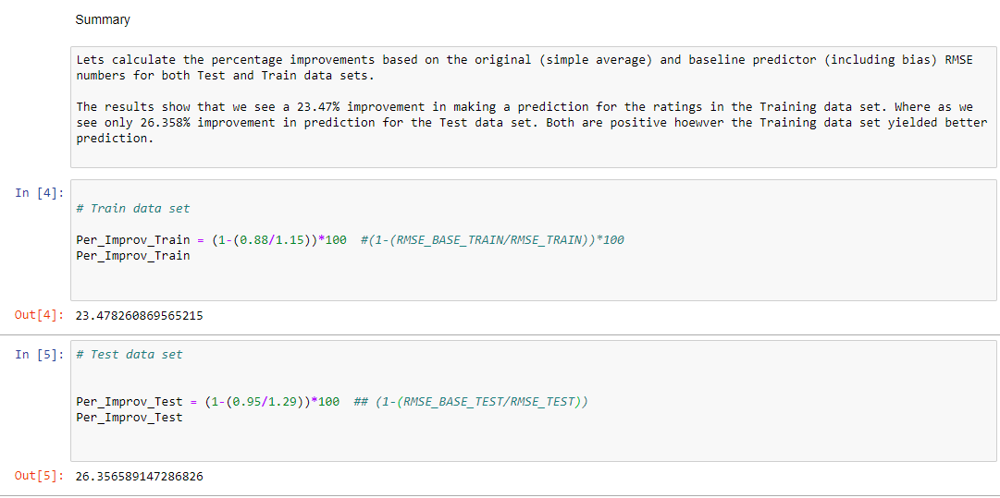 Summary
Lets calculate the percentage improvements based on the original (simple average) and baseline predictor (including bias) RMSE
numbers for both Test and Train data sets.
The results show that we see a 23.47% improvement in making a prediction for the ratings in the Training data set. Where as we
see only 26.358% improvement in prediction for the Test data set. Both are positive hoewver the Training data set yielded better
prediction.
In [4]:
# Train data set
Per_Improv_Train = (1-(0.88/1.15))*100  #(1-(RMSE_BASE_TRAIN/RMSE_TRAIN))*100
Per_Improv_Train
Out[4]: 23.478260869565215
In [5]: # Test data set
Per_Improv_Test = (1-(0.95/1.29))*100  ## (1-(RMSE_BASE_TEST/RMSE_TEST))
Per_Improv_Test
Out[5]: 26.356589147286826